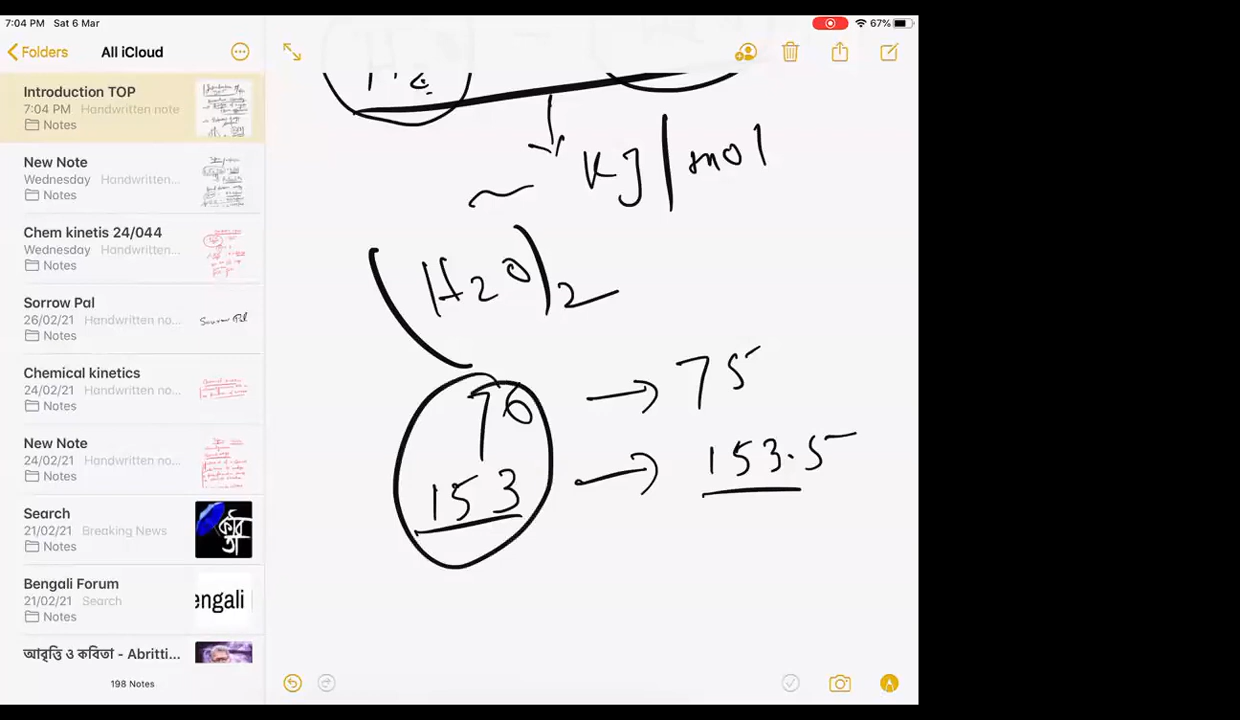 7:04 PM Sat 6 Mar
67%
Folders
All iCloud
Introduction TOP
7:04 PM Handwritten note
Notes
New Note
Wednesday Handwritten...
Notes
Chem kinetis 24/044
Wednesday Handwritten...
Notes
Sorrow Pal
26/02/21 Handwritten no...
Notes
Chemical kinetics
24/02/21 Handwritten no...
Notes
New Note
24/02/21 Handwritten no...
Notes
Search
21/02/21 Breaking News
Notes
Bengali Forum
21/02/21 Search
Notes
engali
আবৃত্তি ও কবিতা - Abritti...
198 Notes
KJ/mol
(H2O)2
76 → 75
153 → 153.5